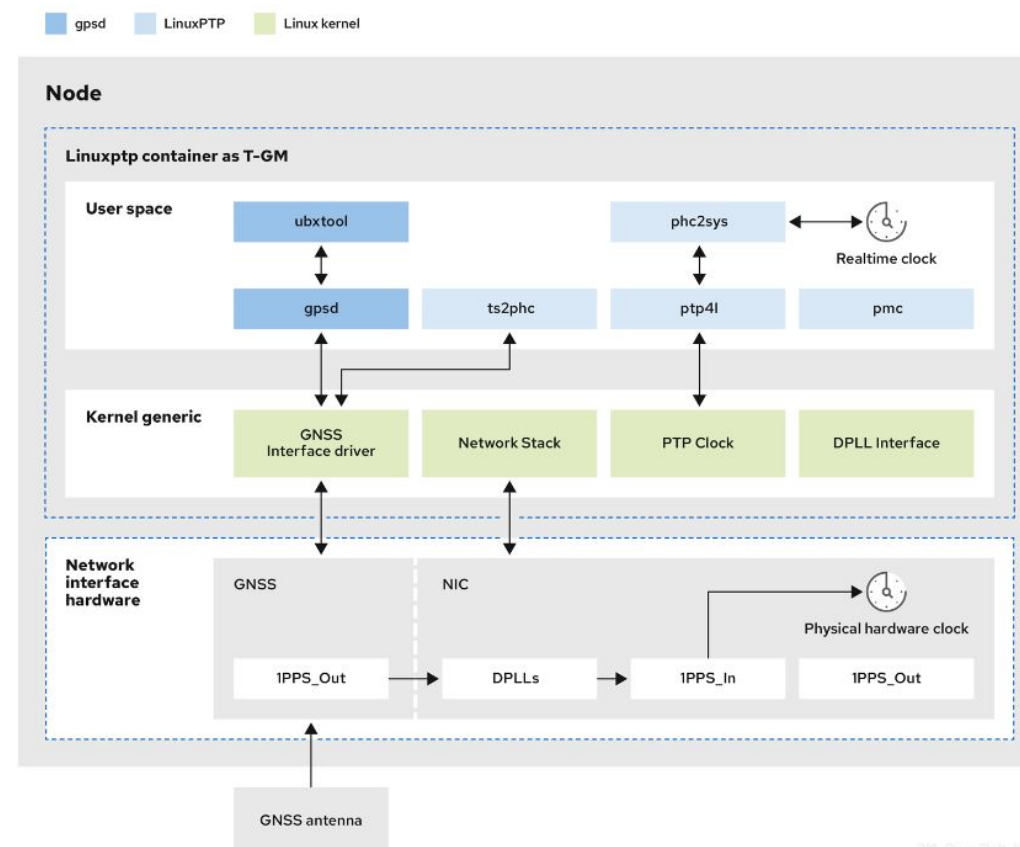 gpsd
LinuxPTP
Linux kernel
Node
Linuxptp container as T-GM
User space
ubxtool
phc2sys
Realtime clock
gpsd
ts2phc
ptp4l
pmc
Kernel generic
GNSS
Interface driver
Network Stack
PTP Clock
DPLL Interface
Network
interface
hardware
GNSS
NIC
Physical hardware clock
1PPS_Out
DPLLs
1PPS_In
1PPS_Out
GNSS antenna